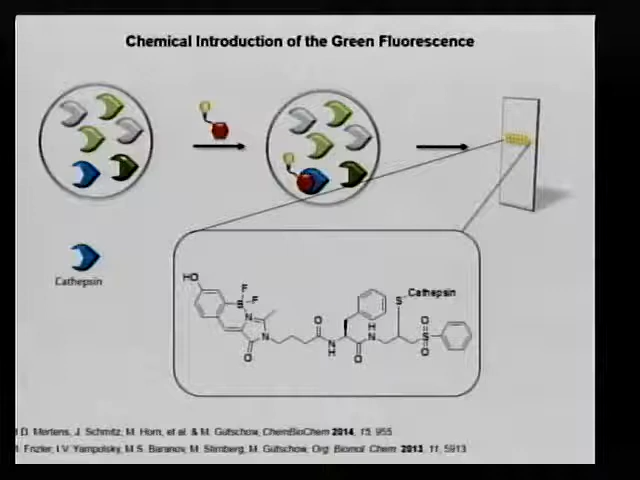 Chemical Introduction of the Green Fluorescence
Cathepsin
HO
F
F
B
N
N
O
O
N
H
O
H
N
S
Cathepsin
O
S
O
D. Mertens, J. Schmitz, M. Horn, et al. & M. Gütschow, ChemBioChem 2014, 15, 955
Frizler, I.V. Yampolsky, M.S. Baranov, M. Stirnberg, M. Gütschow, Org. Biomol. Chem. 2013, 11, 5913